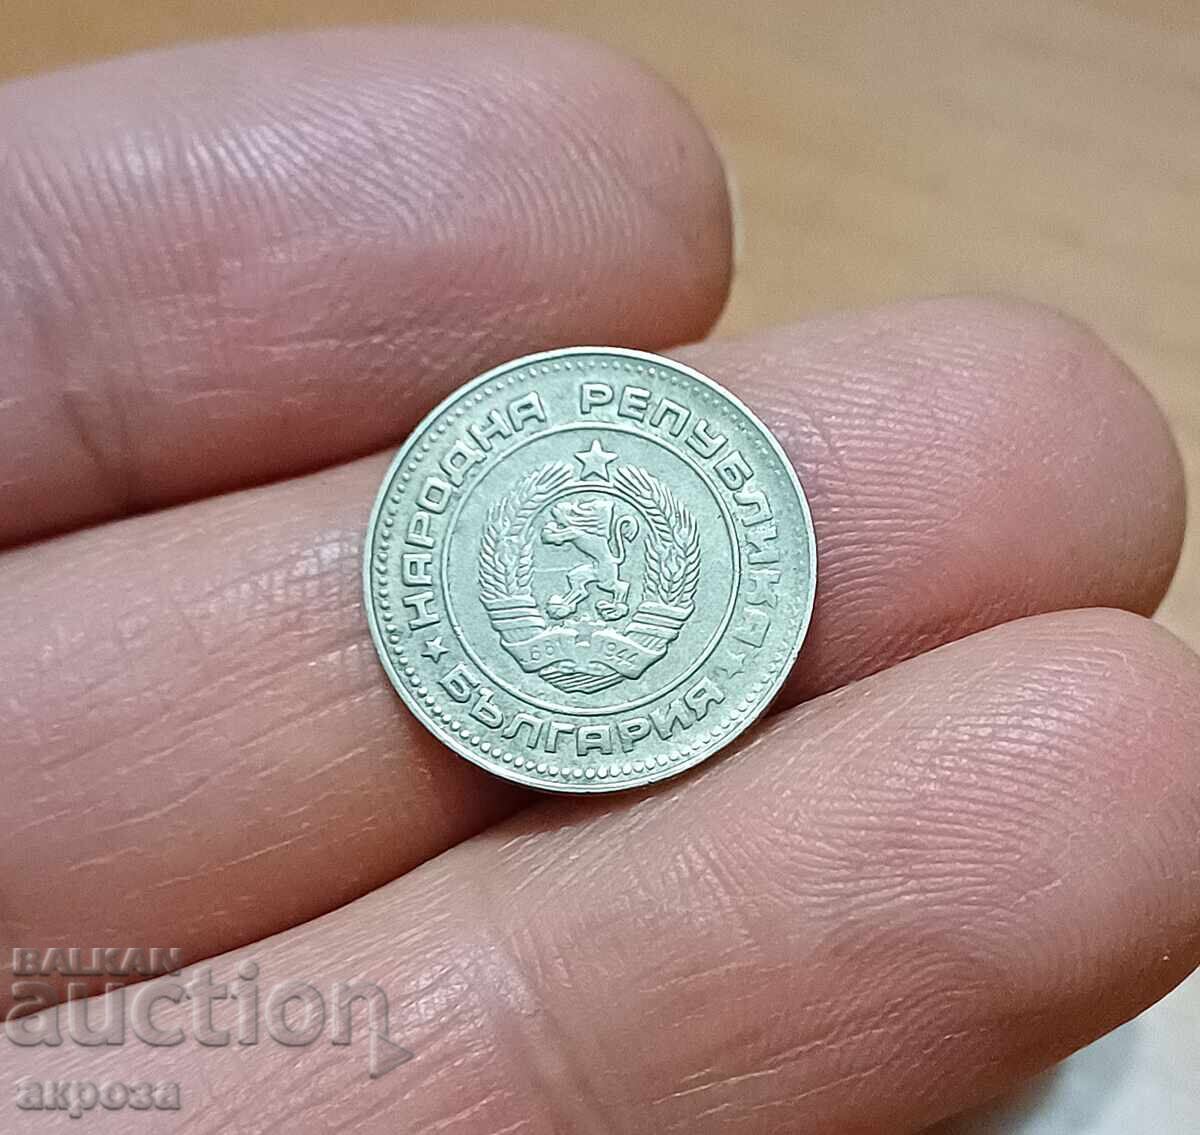 НАРОДНА РЕПУБЛИКА
★ БЪЛГАРИЯ ★
681 1944
BALKAN
auction
акроза